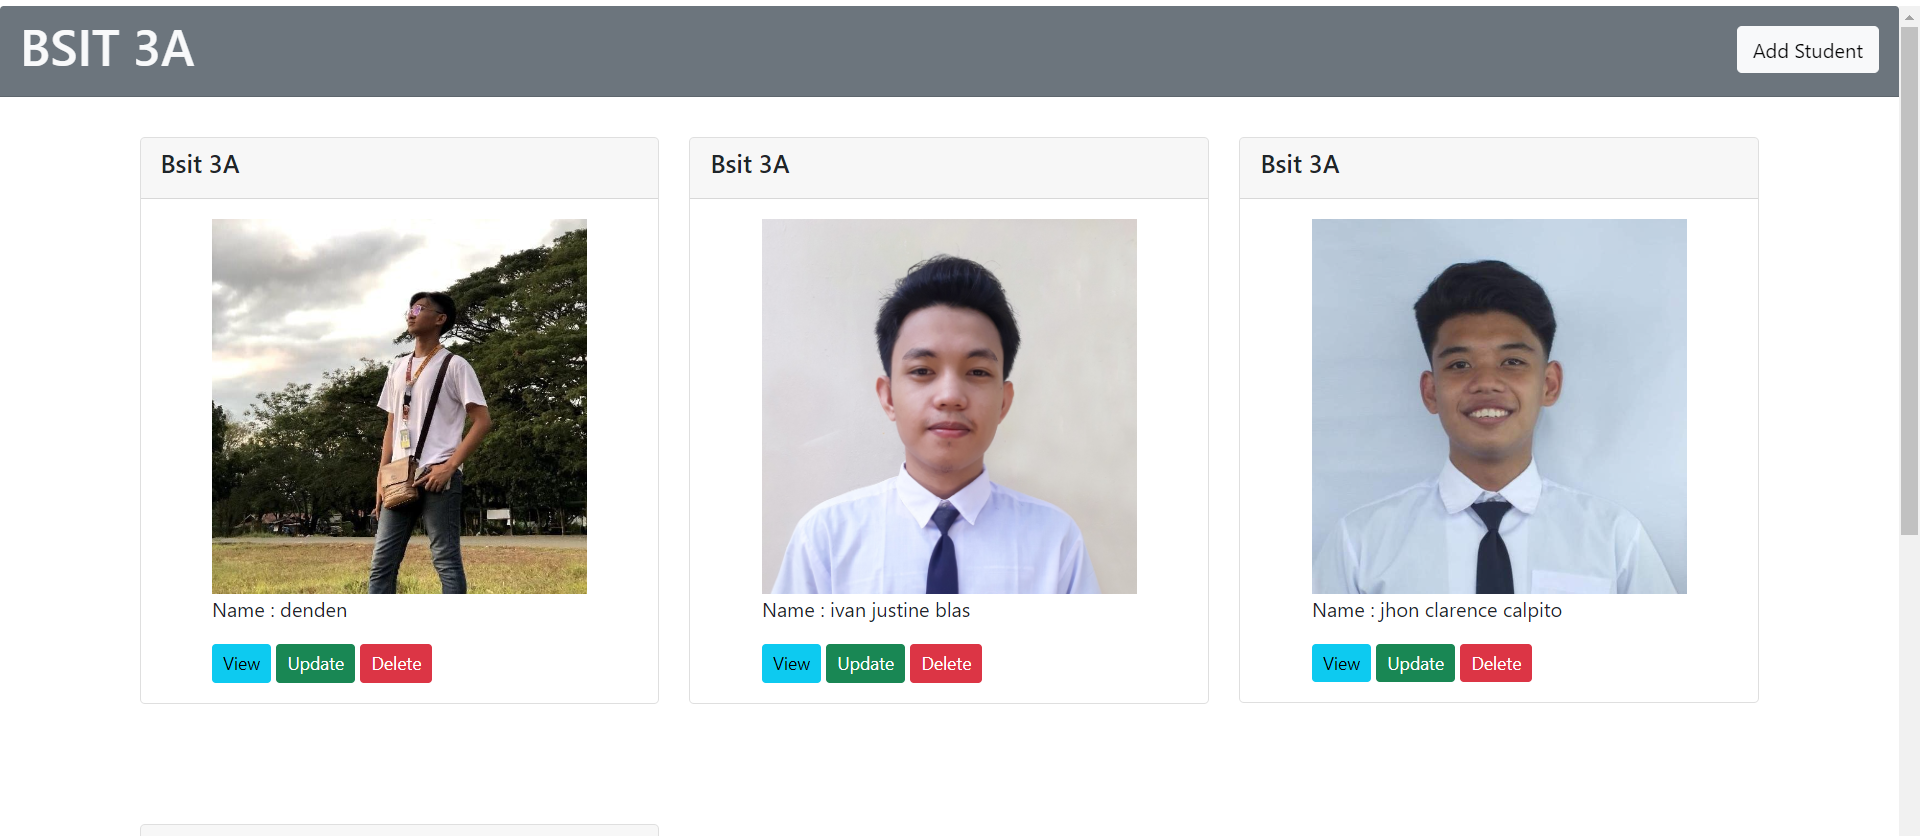 BSIT 3A
Add Student
Bsit 3A
Name : denden
View Update Delete
Bsit 3A
Name : ivan justine blas
View Update Delete
Bsit 3A
Name : jhon clarence calpito
View Update Delete